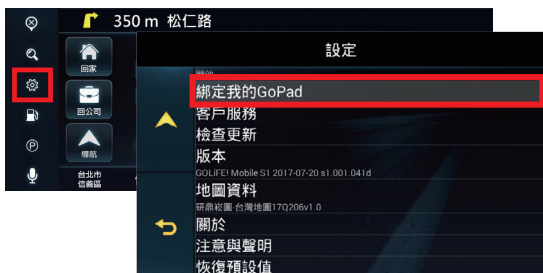 350 m 松仁路
回家
回公司
導航
台北市
信義區
設定
綁定我的GoPad
客戶服務
檢查更新
版本
GOLiFE! Mobile S1 2017-07-20 s1.001.041d
地圖資料
研鼎崧圖-台灣地圖17Q206v1.0
關於
注意與聲明
恢復預設值